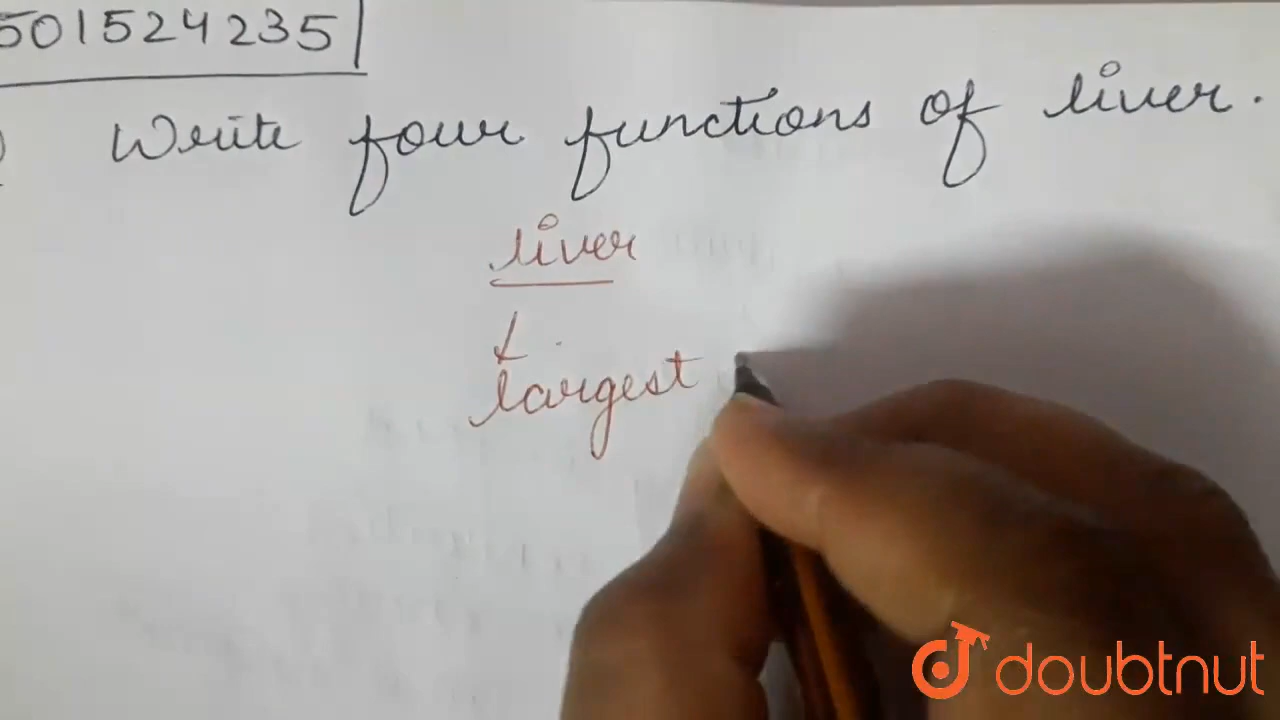 501524235
Write four functions of liver.
liver
largest
doubtnut